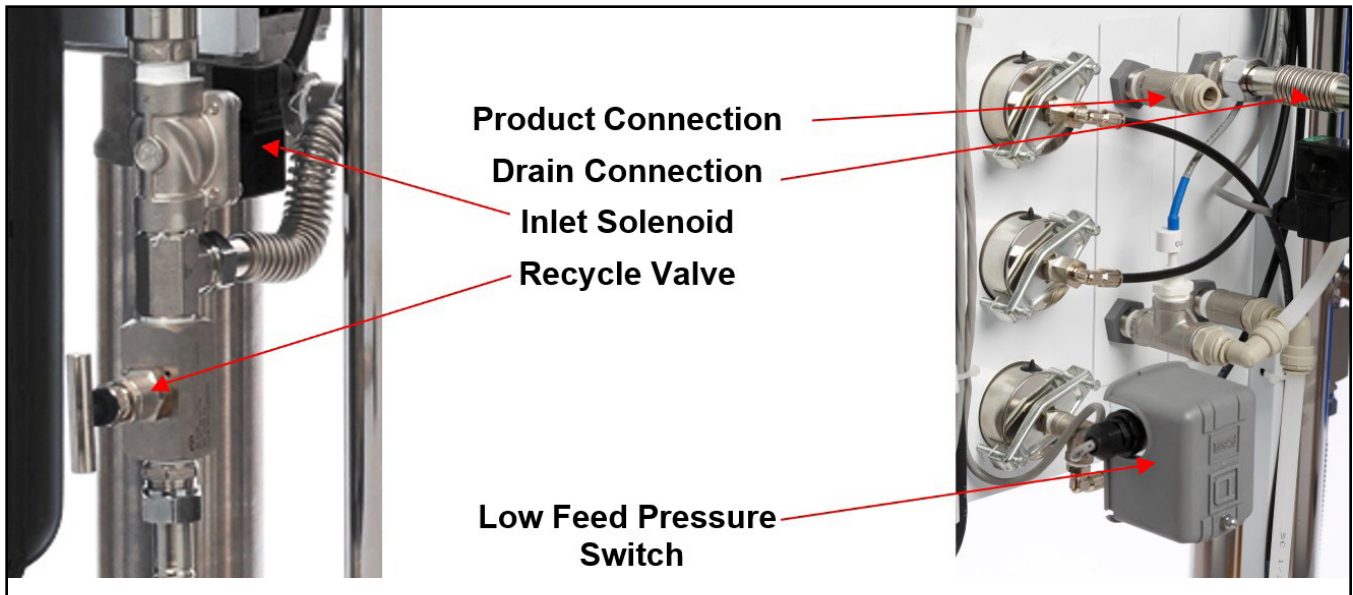 Product Connection
Drain Connection
Inlet Solenoid
Recycle Valve
Low Feed Pressure
Switch